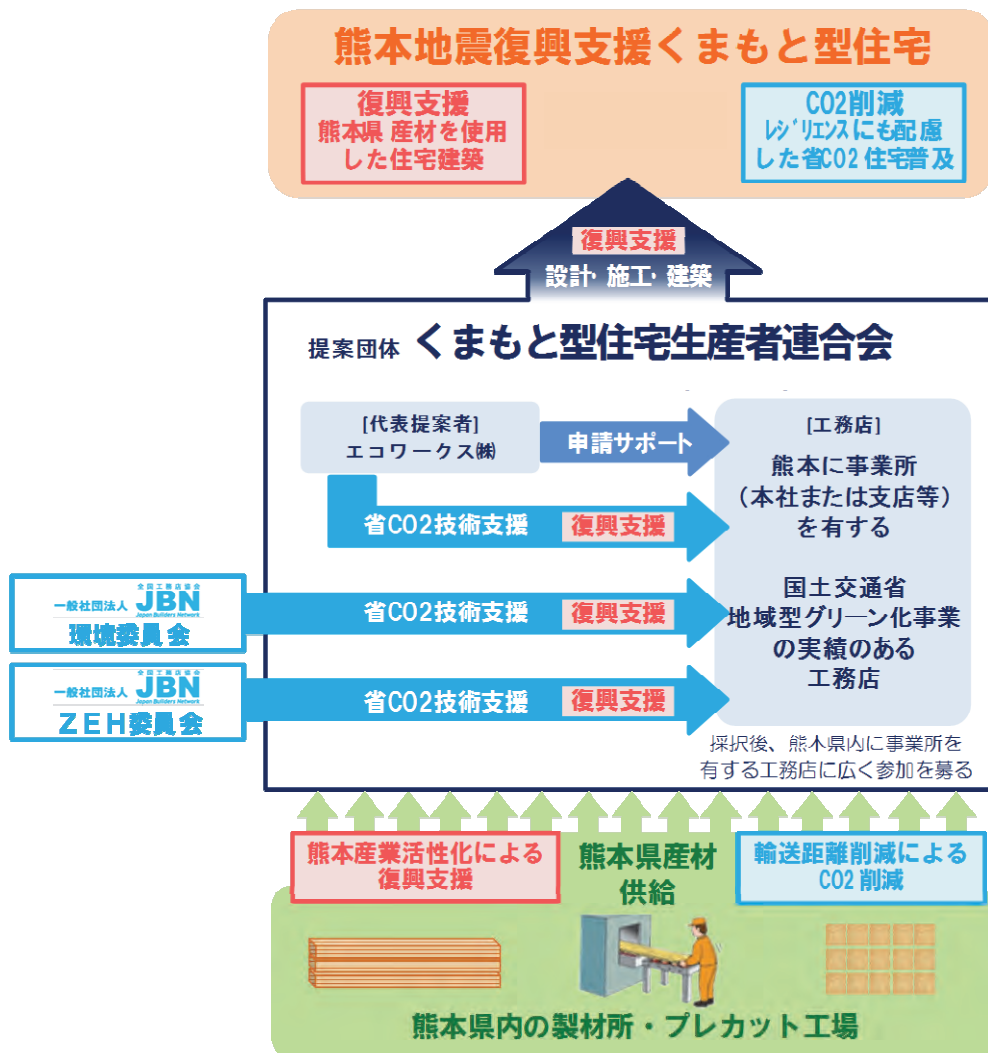 熊本地震復興支援くまもと型住宅
復興支援
熊本県産材を使用
した住宅建築
CO2削減
レジリエンスにも配慮
した省CO2住宅普及
復興支援
設計・施工・建築
提案団体 くまもと型住宅生産者連合会
[代表提案者]
エコワークス㈱
申請サポート
[工務店]
熊本に事業所
（本社または支店等）
を有する
省CO2技術支援 復興支援
国土交通省
地域型グリーン化事業
の実績のある
工務店
全国工務店協会
一般社団法人 JBN
Japan Builders Network
環境委員会
省CO2技術支援 復興支援
全国工務店協会
一般社団法人 JBN
Japan Builders Network
ZEH委員会
省CO2技術支援 復興支援
採択後、熊本県内に事業所を
有する工務店に広く参加を募る
熊本産業活性化による
復興支援
熊本県産材
供給
輸送距離削減による
CO2削減
熊本県内の製材所・プレカット工場